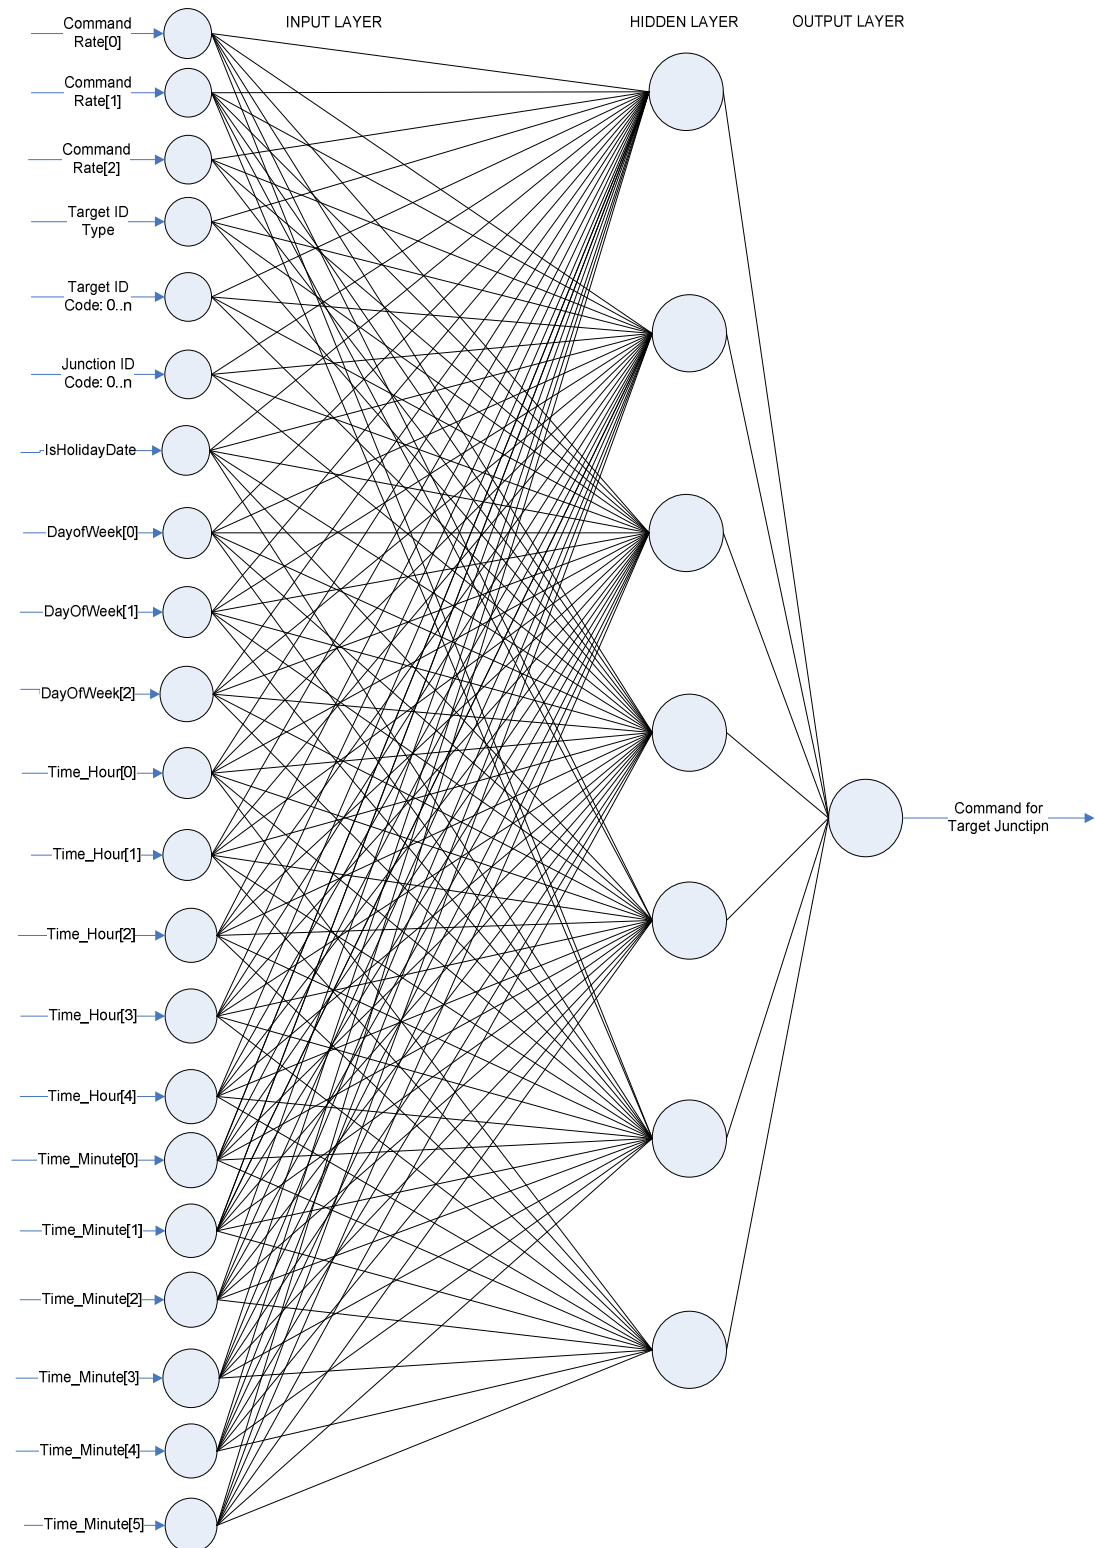 INPUT LAYER
HIDDEN LAYER
OUTPUT LAYER
Command
Rate[0]
Command
Rate[1]
Command
Rate[2]
Target ID
Type
Target ID
Code: 0..n
Junction ID
Code: 0..n
IsHolidayDate
DayofWeek[0]
DayOfWeek[1]
DayOfWeek[2]
Time_Hour[0]
Time_Hour[1]
Time_Hour[2]
Time_Hour[3]
Time_Hour[4]
Time_Minute[0]
Time_Minute[1]
Time_Minute[2]
Time_Minute[3]
Time_Minute[4]
Time_Minute[5]
Command for
Target Junctipn